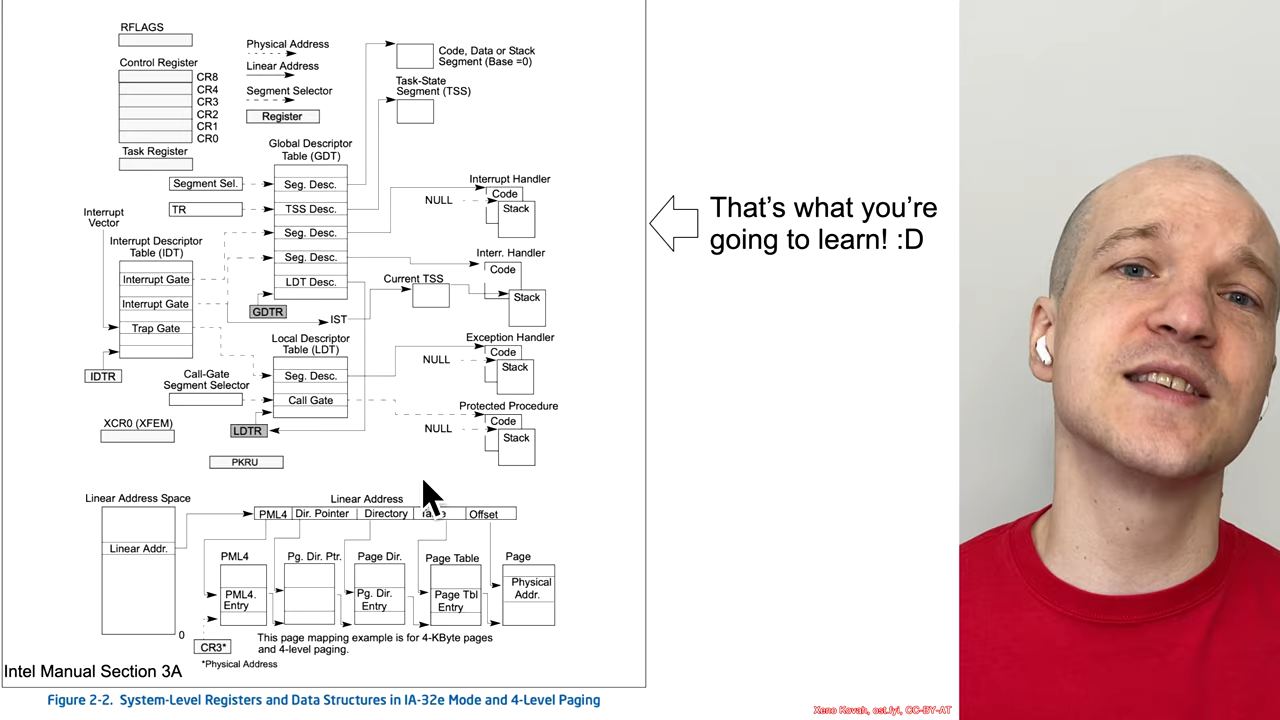 RFLAGS
Control Register
CR8
CR4
CR3
CR2
CR1
CR0
Task Register
Physical Address
Linear Address
Segment Selector
Register
Code, Data or Stack
Segment (Base =0)
Task-State
Segment (TSS)
Global Descriptor
Table (GDT)
Segment Sel.
Seg. Desc.
TR
TSS Desc.
Seg. Desc.
Seg. Desc.
LDT Desc.
GDTR
Interrupt
Vector
Interrupt Descriptor
Table (IDT)
Interrupt Gate
Interrupt Gate
Trap Gate
IDTR
Interrupt Handler
NULL
Code
Stack
Interr. Handler
Code
Stack
Current TSS
IST
Local Descriptor
Table (LDT)
Call-Gate
Segment Selector
Seg. Desc.
Call Gate
LDTR
Exception Handler
NULL
Code
Stack
Protected Procedure
NULL
Code
Stack
XCR0 (XFEM)
PKRU
Linear Address Space
Linear Addr.
0
Linear Address
PML4
Dir. Pointer
Directory
Offset
PML4
Pg. Dir. Ptr.
Page Dir.
Page Table
Page
PML4.
Entry
Pg. Dir.
Entry
Page Tbl
Entry
Physical
Addr.
CR3*
*Physical Address
This page mapping example is for 4-KByte pages
and 4-level paging.
Intel Manual Section 3A
Figure 2-2. System-Level Registers and Data Structures in IA-32e Mode and 4-Level Paging
That's what you're
going to learn! :D
Xeno Kovah, ost.fyi, CC-BY-AT